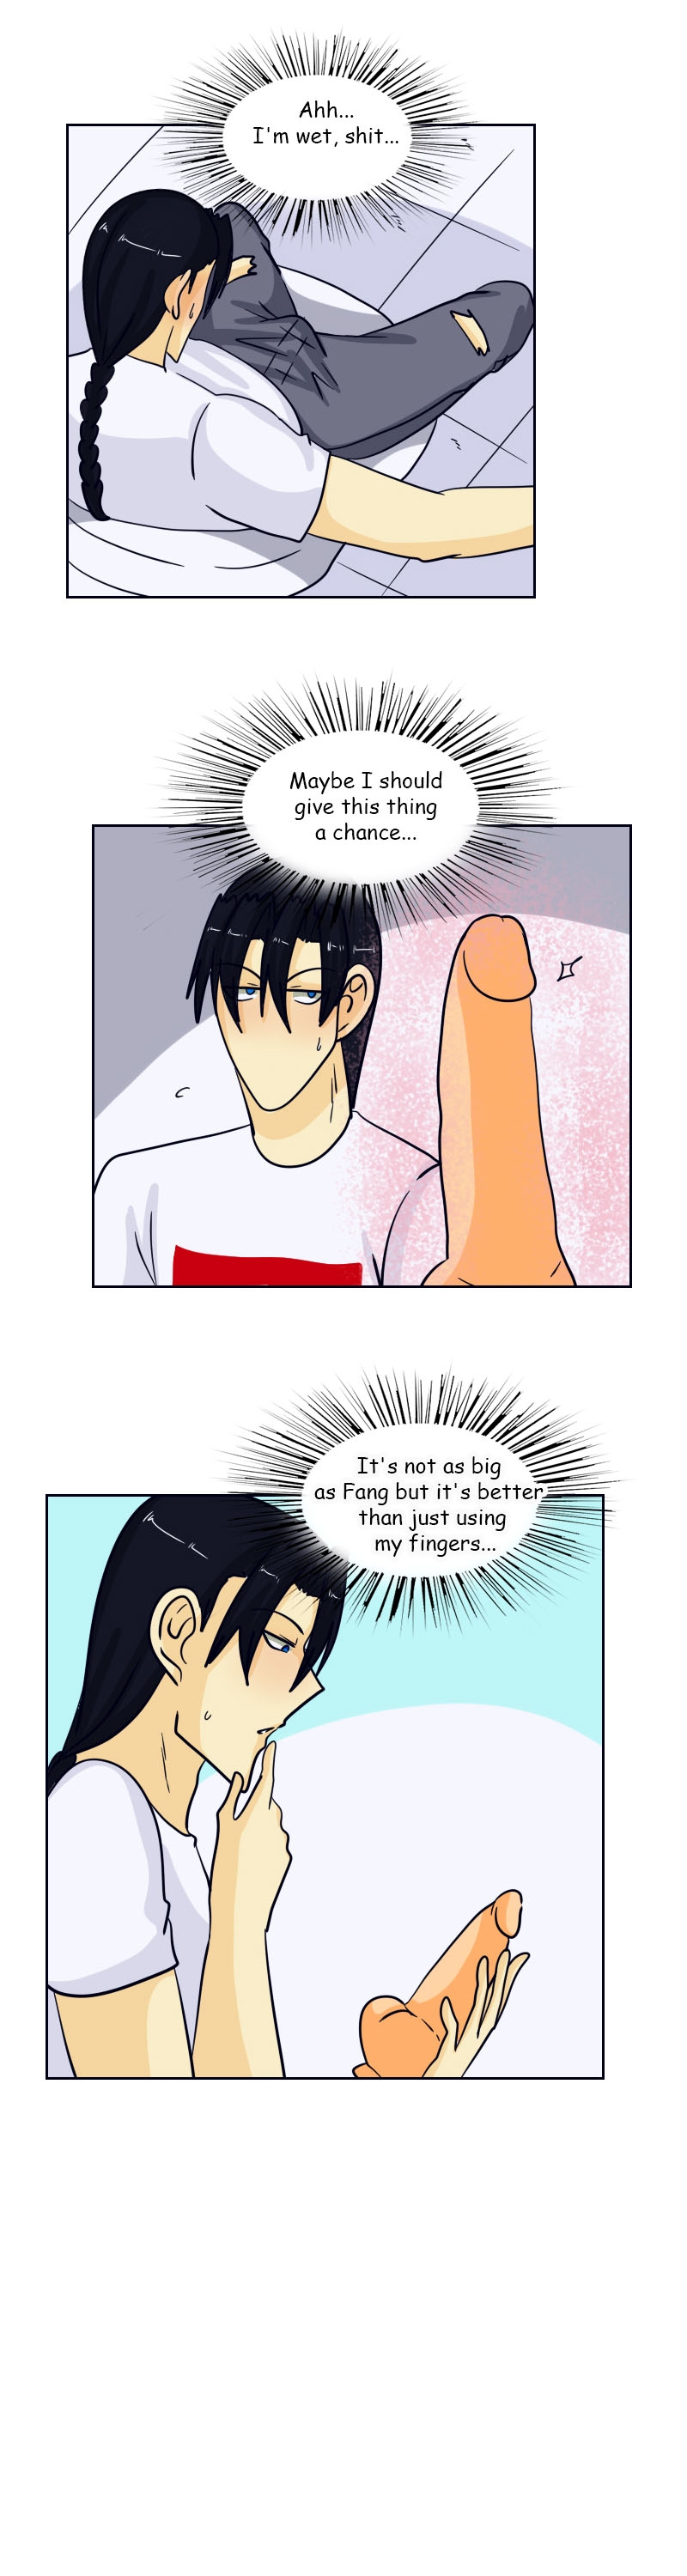 Ahh...
I'm wet, shit...
Maybe I should
give this thing
a chance...
It's not as big
as Fang but it's better
than just using
my fingers...